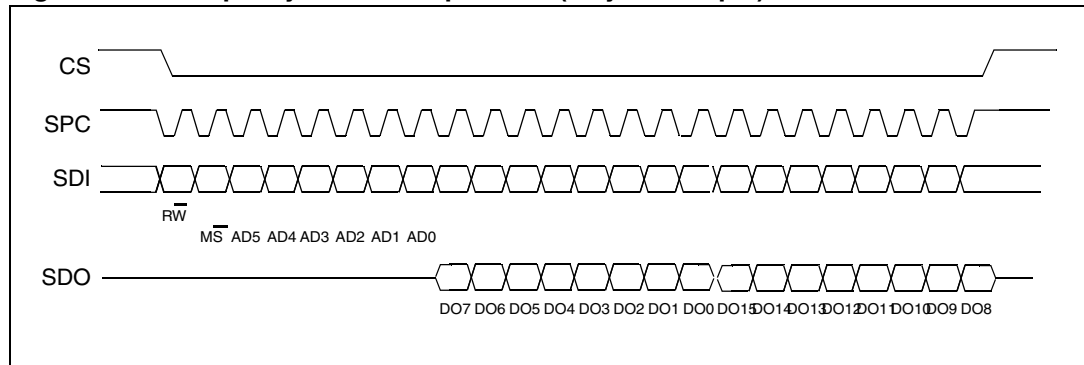 CS
SPC
SDI
RW
MS AD5 AD4 AD3 AD2 AD1 AD0
SDO
DO7 DO6 DO5 DO4 DO3 DO2 DO1 DO0 DO15 DO14 DO13 DO12 DO11 DO10 DO9 DO8